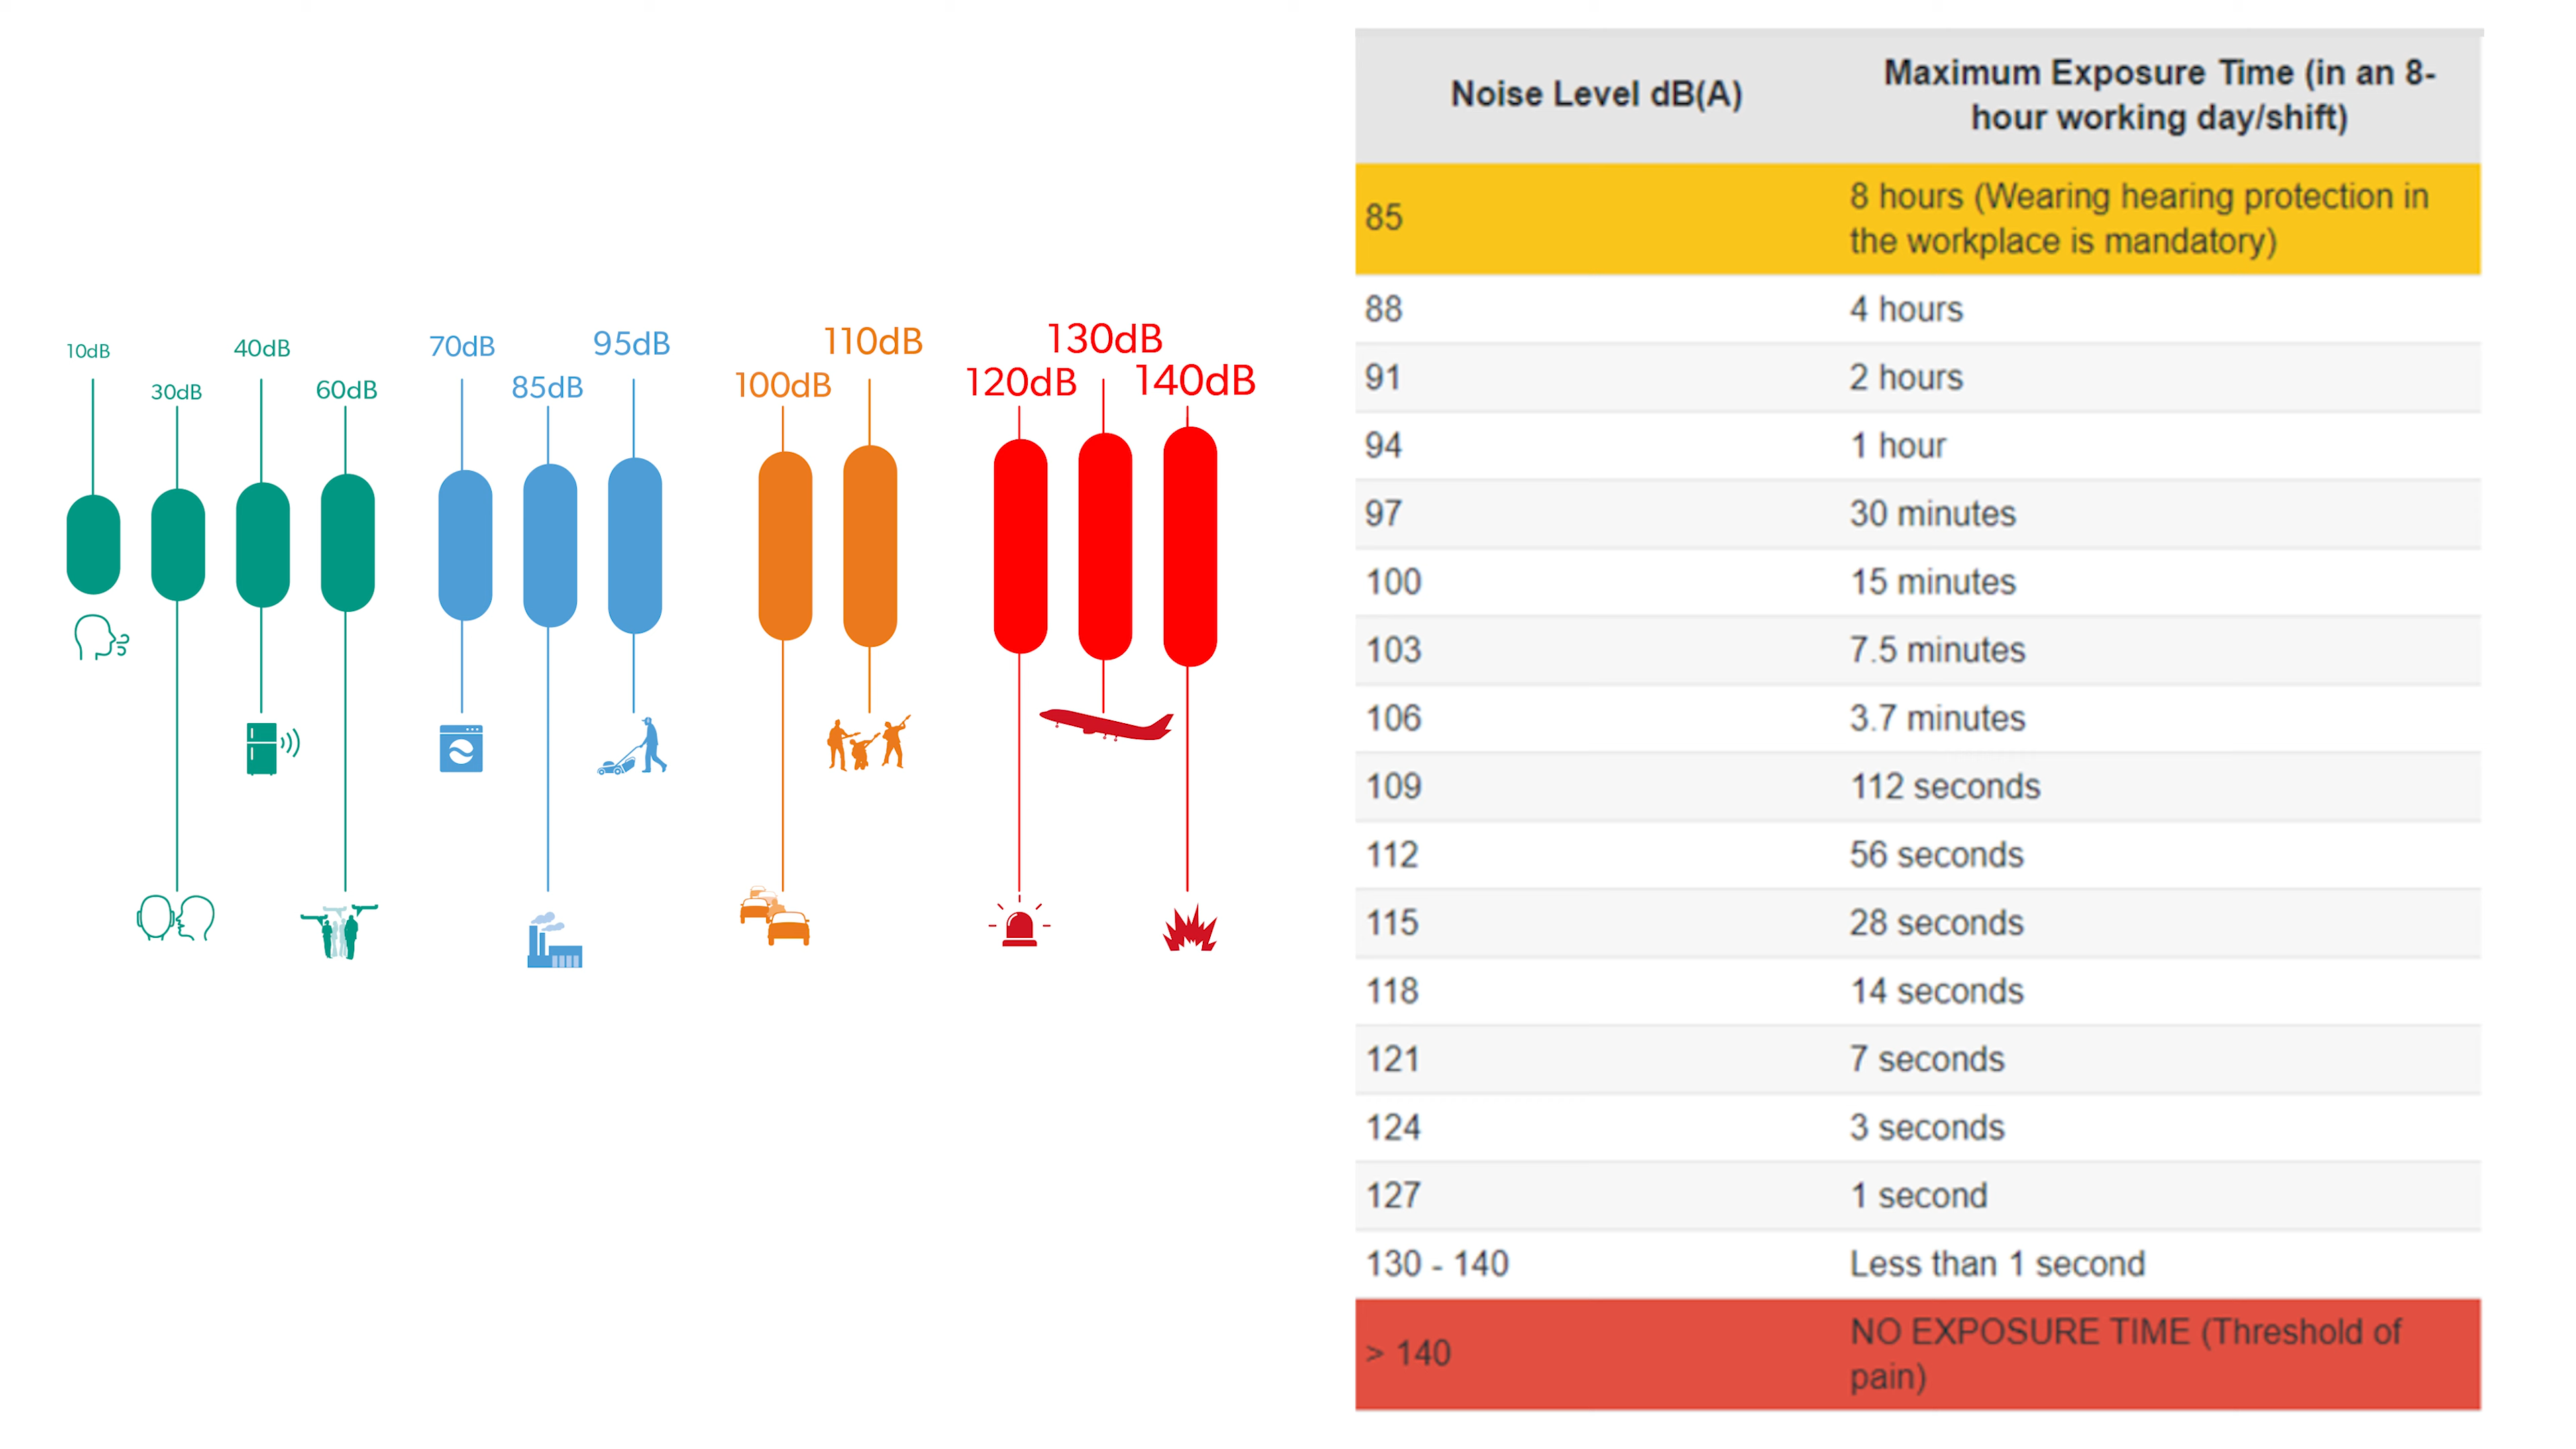 10dB
30dB
40dB
60dB
70dB
85dB
95dB
100dB
110dB
120dB
130dB
140dB
Noise Level dB(A)
Maximum Exposure Time (in an 8-
hour working day/shift)
85
8 hours (Wearing hearing protection in
the workplace is mandatory)
88
4 hours
91
2 hours
94
1 hour
97
30 minutes
100
15 minutes
103
7.5 minutes
106
3.7 minutes
109
112 seconds
112
56 seconds
115
28 seconds
118
14 seconds
121
7 seconds
124
3 seconds
127
1 second
130 - 140
Less than 1 second
> 140
NO EXPOSURE TIME (Threshold of
pain)